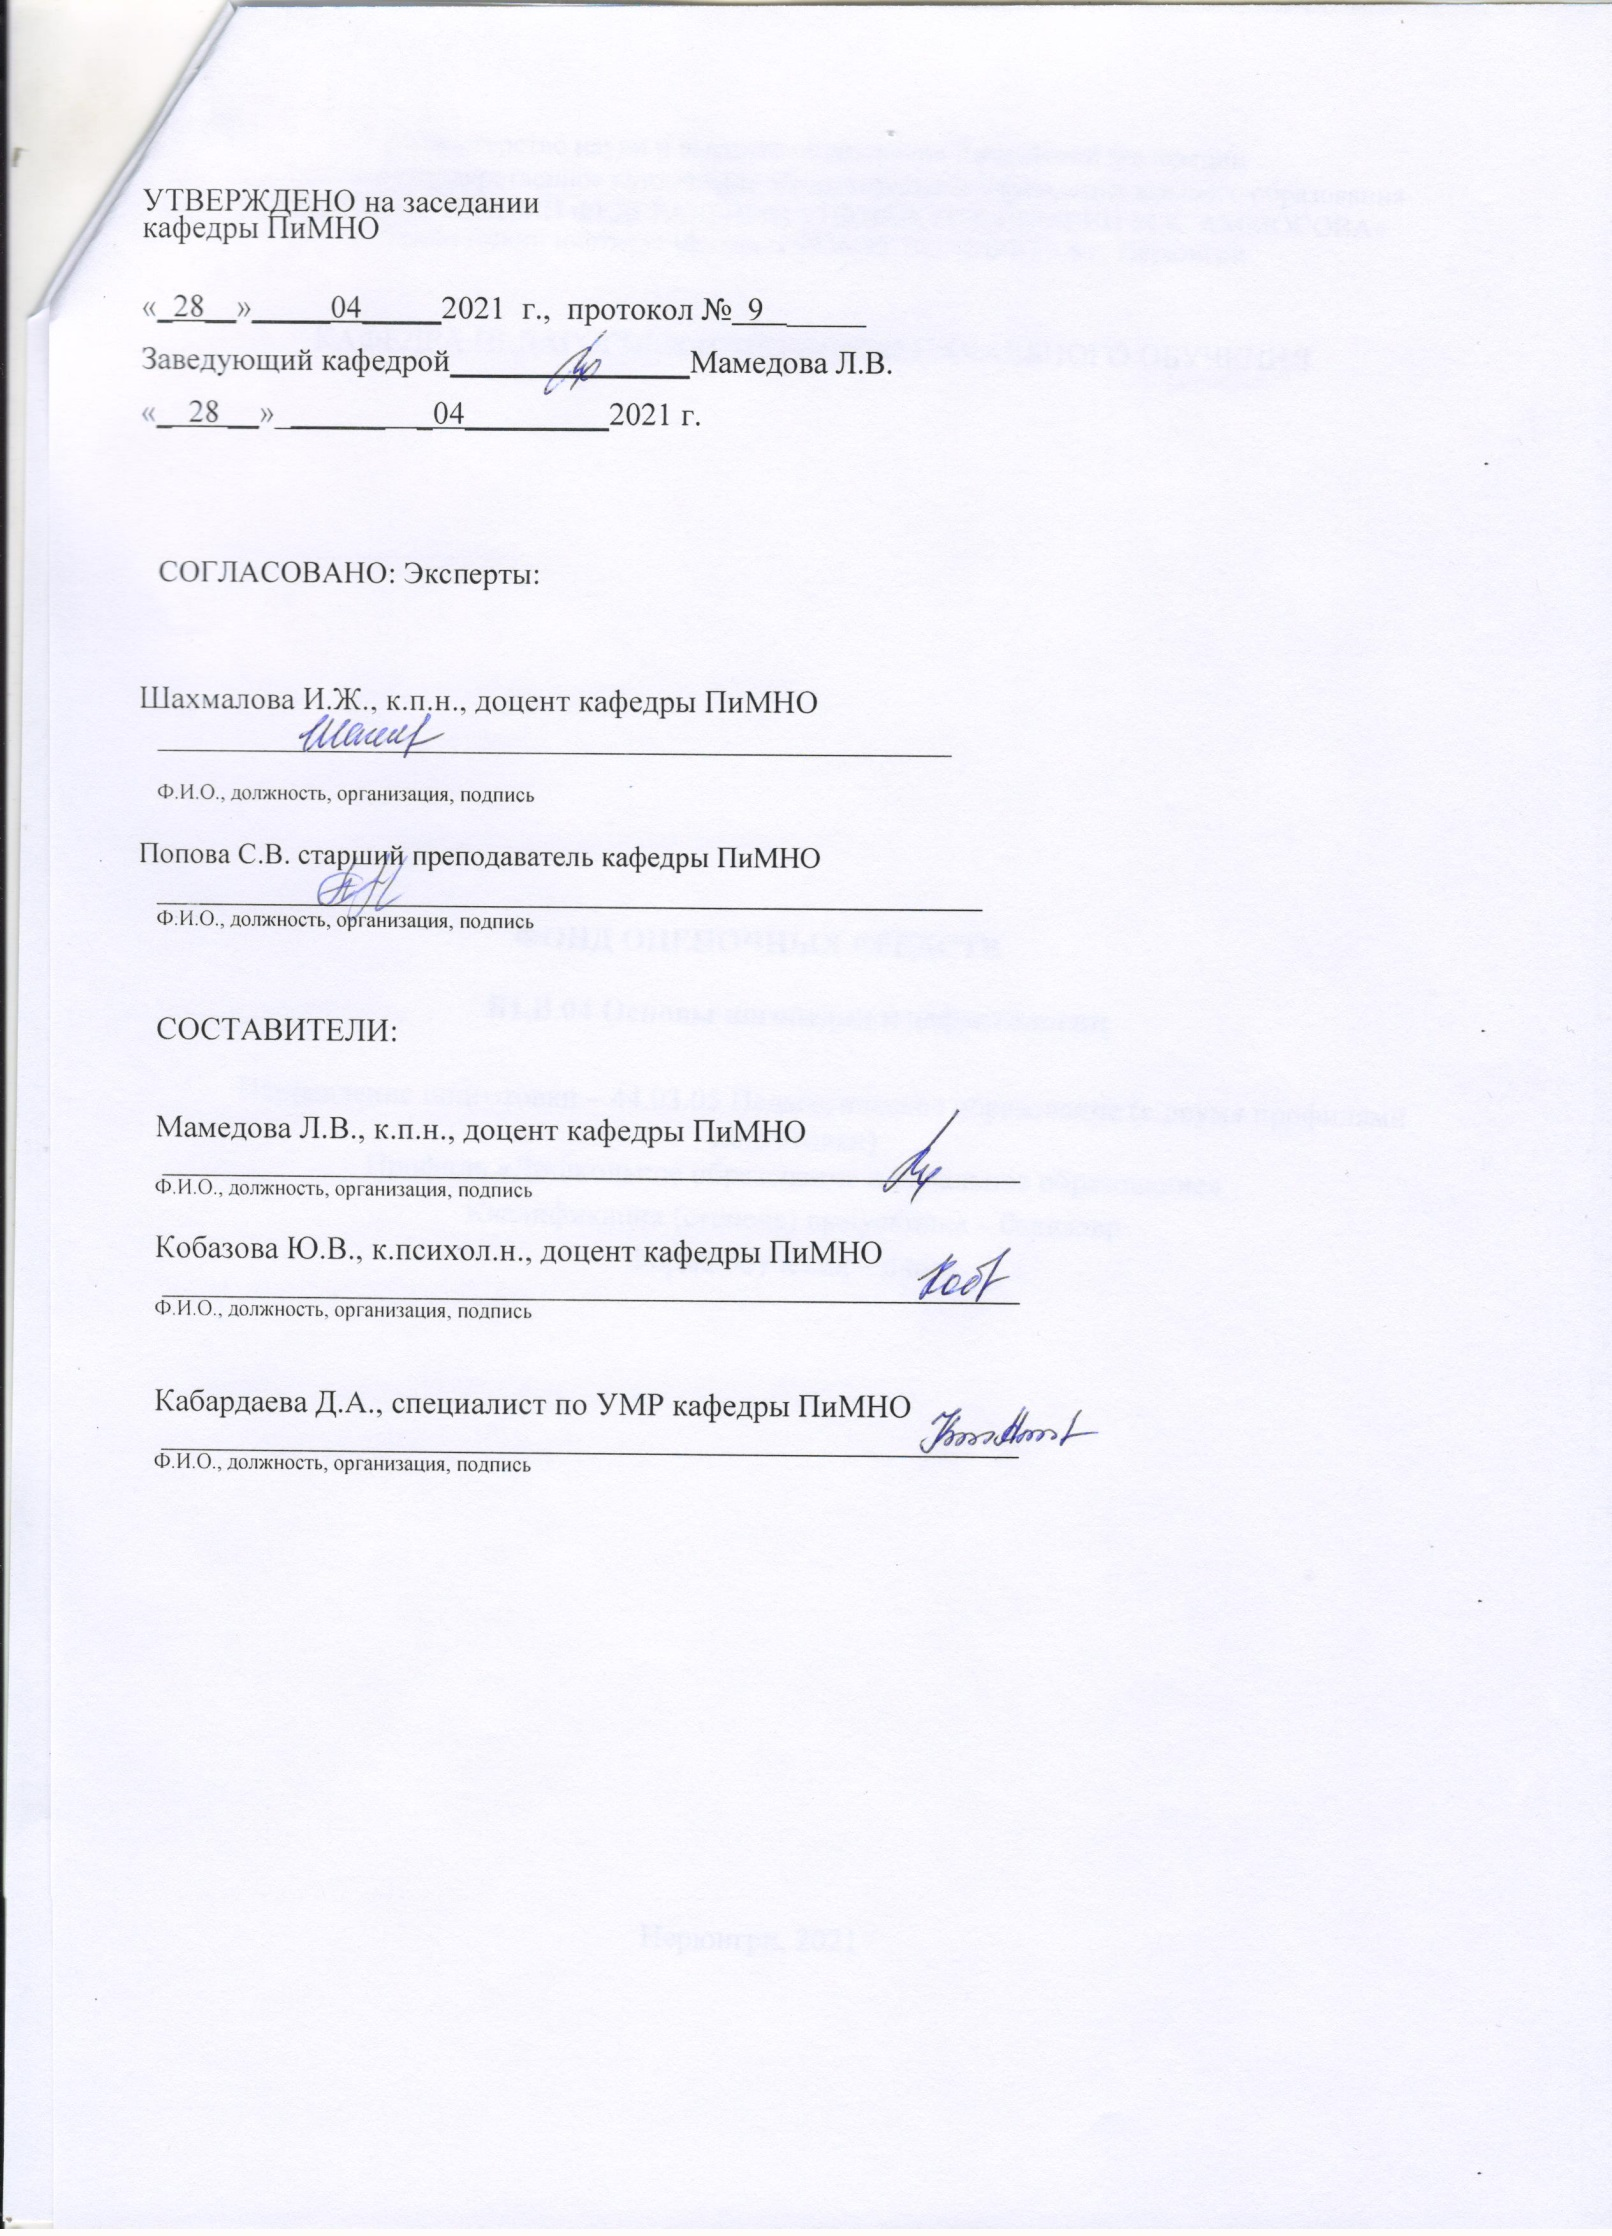 УТВЕРЖДЕНО на заседании
кафедры ПиМНО
«_28__»_____04_____2021 г., протокол №_9______
Заведующий кафедрой_______________Мамедова Л.В.
«__28__»_________04_________2021 г.
СОГЛАСОВАНО: Эксперты:
Шахмалова И.Ж., к.п.н., доцент кафедры ПиМНО
Ф.И.О., должность, организация, подпись
Попова С.В. старший преподаватель кафедры ПиМНО
Ф.И.О., должность, организация, подпись
СОСТАВИТЕЛИ:
Мамедова Л.В., к.п.н., доцент кафедры ПиМНО
Ф.И.О., должность, организация, подпись
Кобазова Ю.В., к.психол.н., доцент кафедры ПиМНО
Ф.И.О., должность, организация, подпись
Кабардаева Д.А., специалист по УМР кафедры ПиМНО
Ф.И.О., должность, организация, подпись